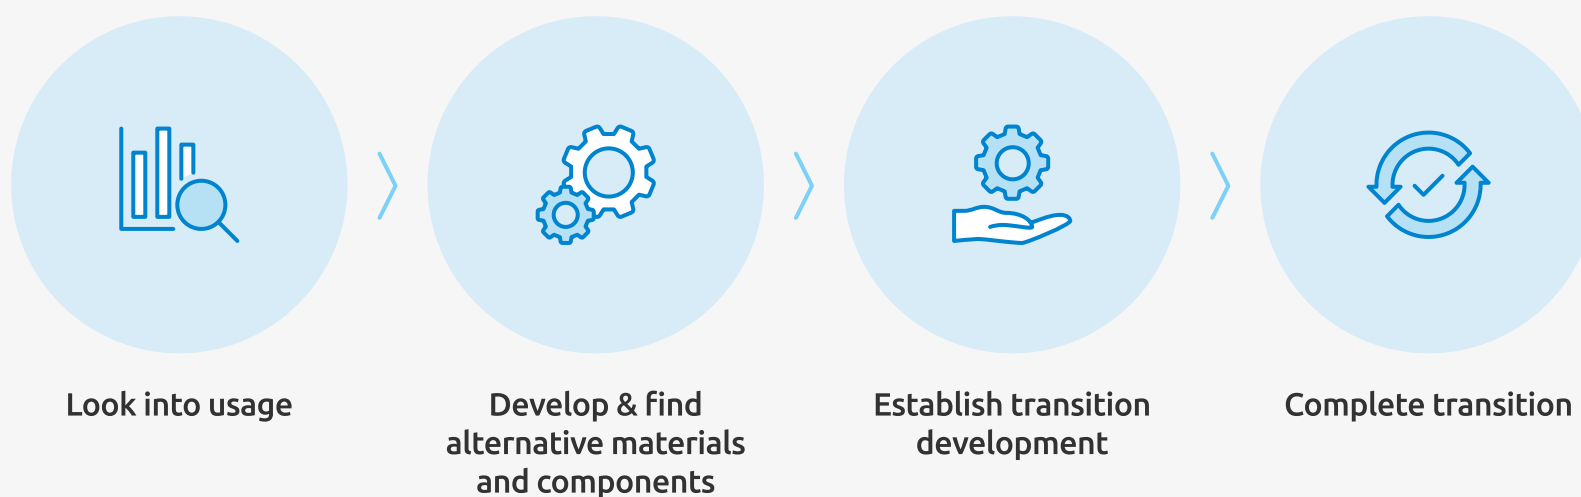 Look into usage
Develop & find
alternative materials
and components
Establish transition
development
Complete transition